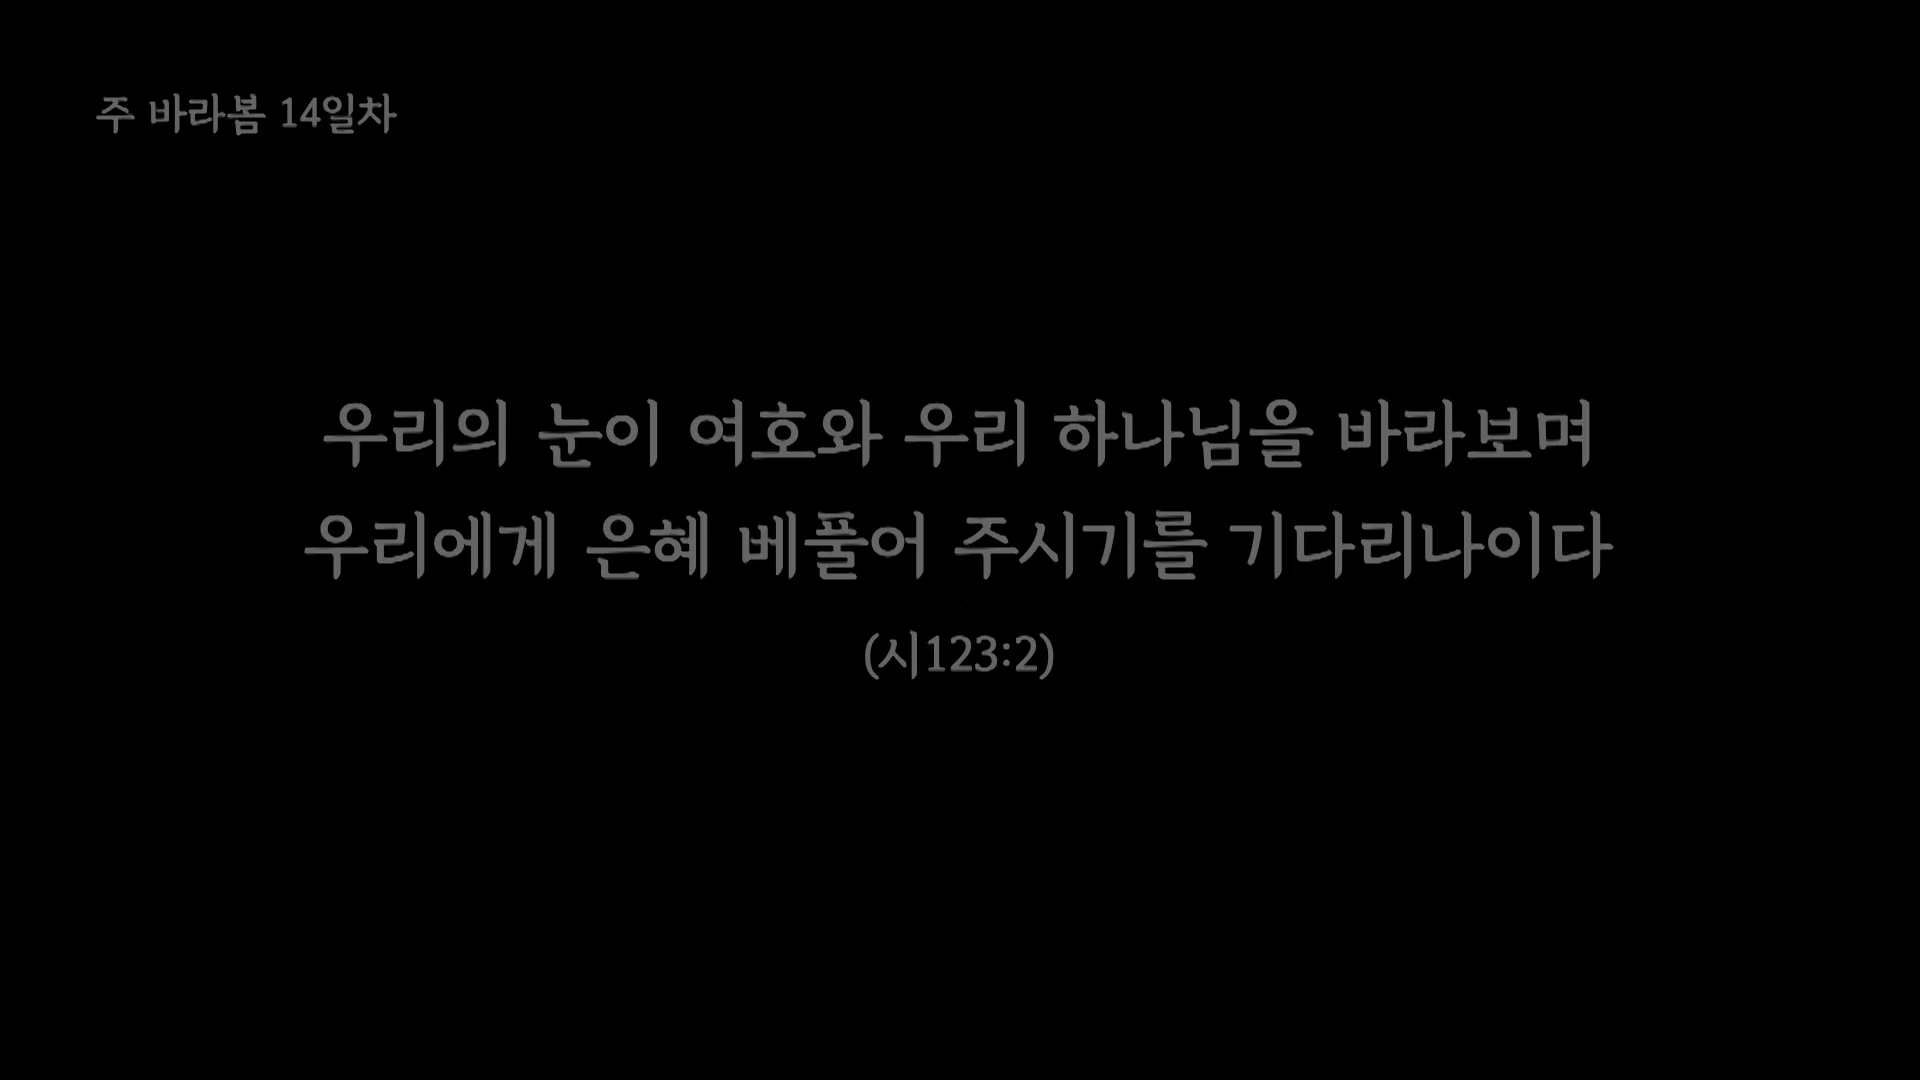 주 바라봄 14일차
우리의 눈이 여호와 우리 하나님을 바라보며
우리에게 은혜 베풀어 주시기를 기다리나이다
(시123:2)